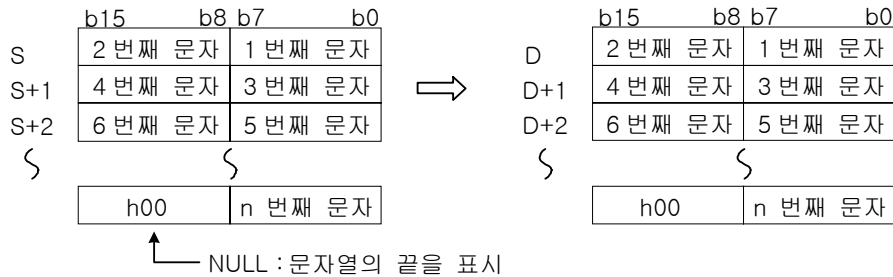 b15 b8 b7 b0 b15 b8 b7 b0
S 2 번째 문자 1 번째 문자 D 2 번째 문자 1 번째 문자
S+1 4 번째 문자 3 번째 문자 D+1 4 번째 문자 3 번째 문자
S+2 6 번째 문자 5 번째 문자 D+2 6 번째 문자 5 번째 문자
h00 n 번째 문자 h00 n 번째 문자
NULL : 문자열의 끝을 표시